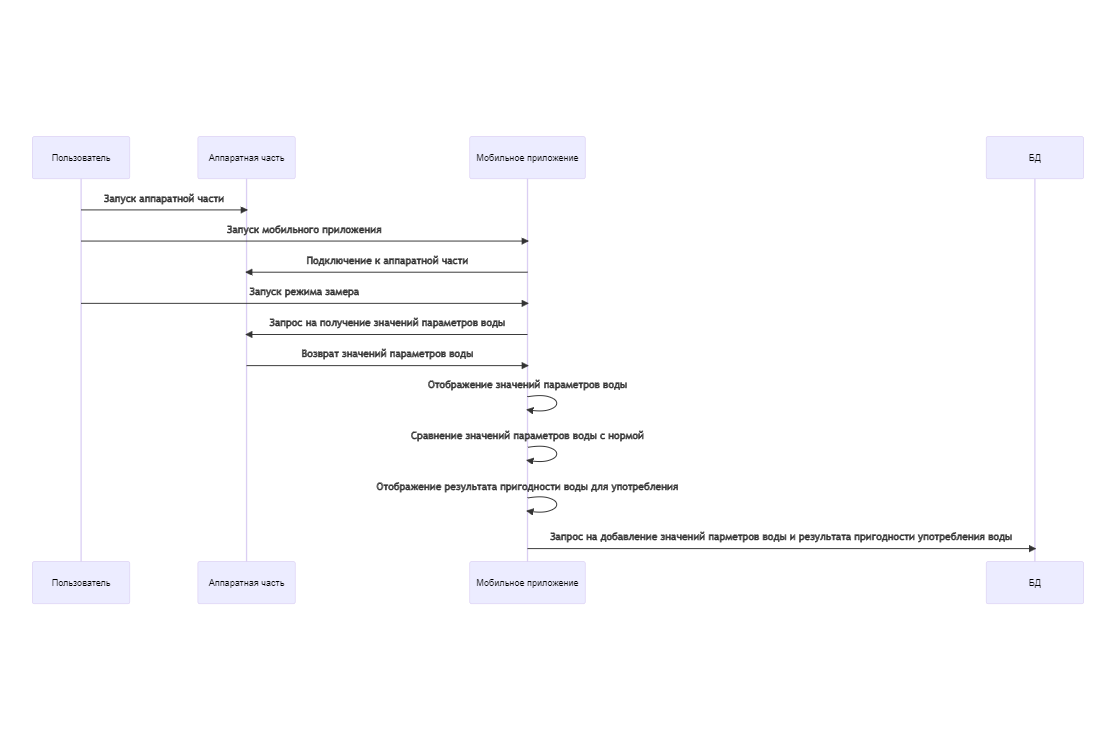 Пользователь
Аппаратная часть
Мобильное приложение
БД
Запуск аппаратной части
Запуск мобильного приложения
Подключение к аппаратной части
Запуск режима замера
Запрос на получение значений параметров воды
Возврат значений параметров воды
Отображение значений параметров воды
Сравнение значений параметров воды с нормой
Отображение результата пригодности воды для употребления
Запрос на добавление значений парметров воды и результата пригодности употребления воды
Пользователь
Аппаратная часть
Мобильное приложение
БД